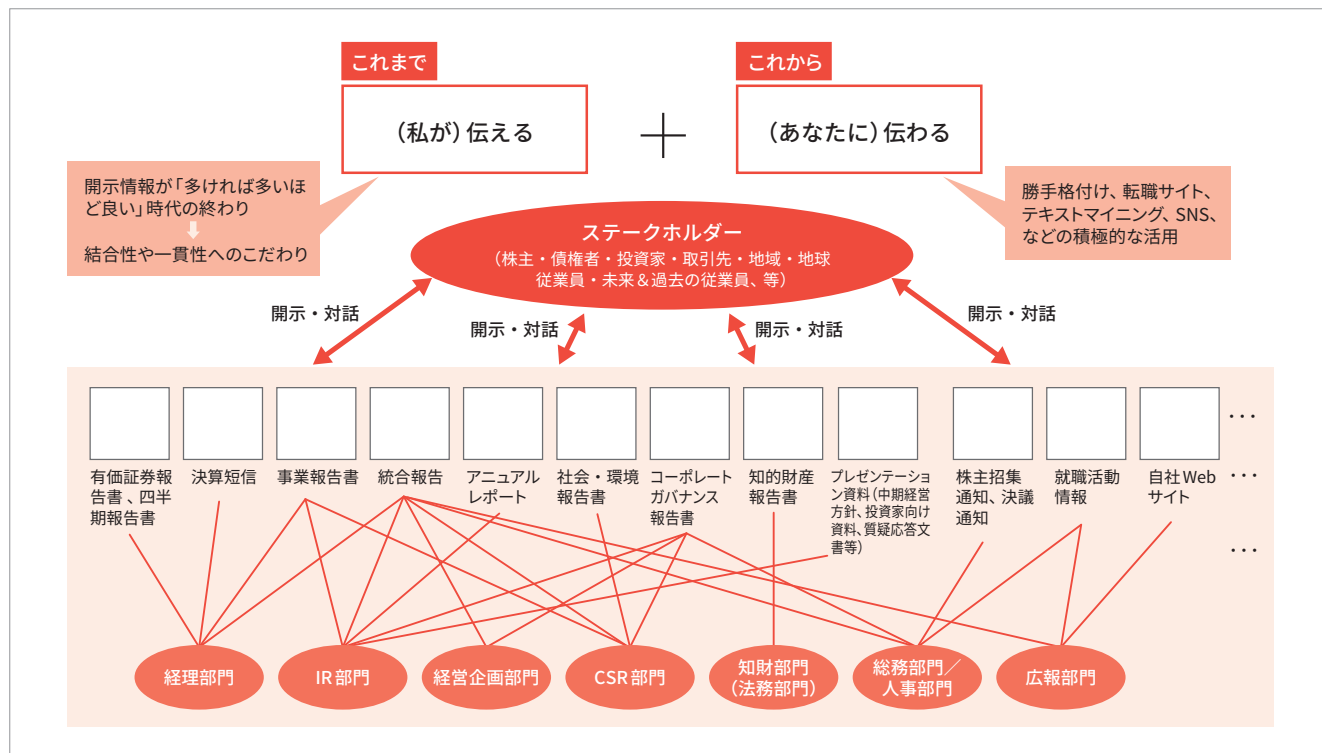 これまで
(私が)伝える
これから
(あなたに)伝わる
開示情報が「多ければ多いほ
ど良い」時代の終わり
結合性や一貫性へのこだわり
勝手格付け、転職サイト、
テキストマイニング、SNS、
などの積極的な活用
ステークホルダー
(株主・債権者・投資家・取引先・地域・地球
従業員・未来＆過去の従業員、等)
開示・対話
開示・対話
開示・対話
開示・対話
有価証券報
告書、四半
期報告書
決算短信
事業報告書
統合報告
アニュアル
レポート
社会・環境
報告書
コーポレート
ガバナンス
報告書
知的財産
報告書
プレゼンテーショ
ン資料(中期経営
方針、投資家向け
資料、質疑応答文
書等)
株主招集
通知、決議
通知
就職活動
情報
自社Web
サイト
…
…
…
経理部門
IR部門
経営企画部門
CSR部門
知財部門
(法務部門)
総務部門／
人事部門
広報部門